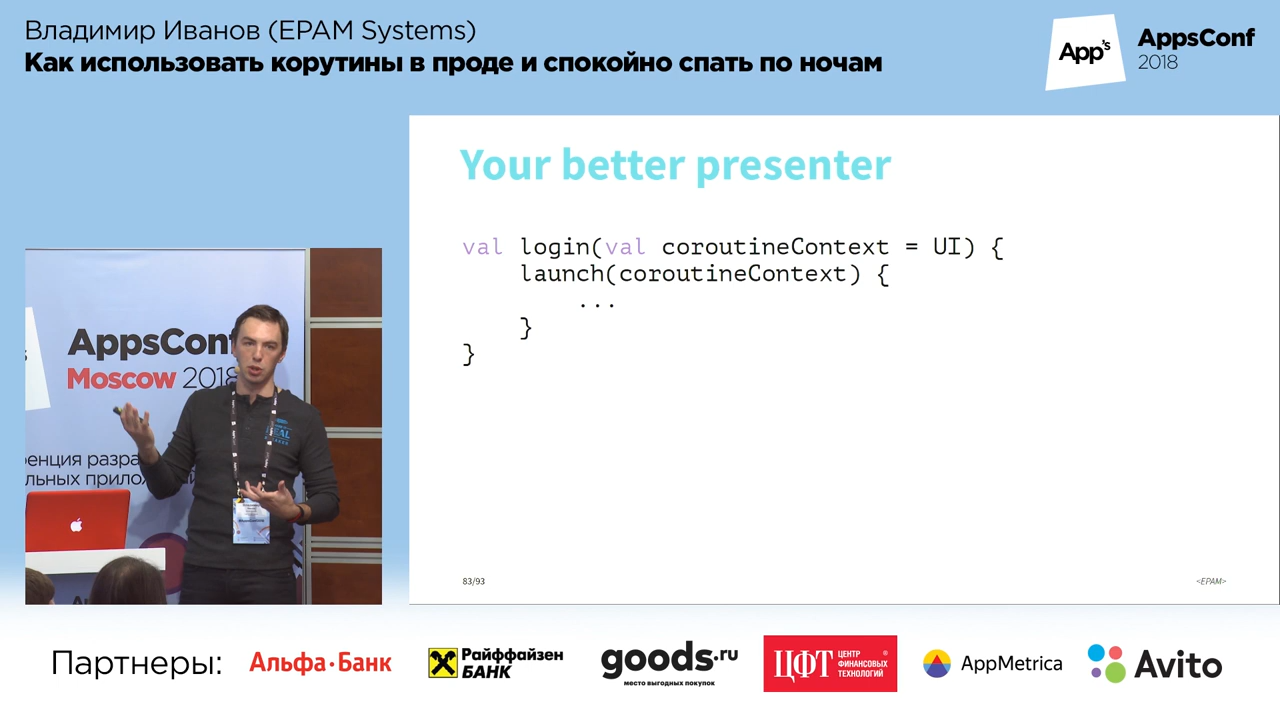 Владимир Иванов (EPAM Systems)
Как использовать корутины в проде и спокойно спать по ночам
App's
AppsConf
2018
Your better presenter
val login(val coroutineContext = UI) {
    launch(coroutineContext) {
        ...
    }
}
83/93
<EPAM>
AppsConf
Moscow 2018
Партнеры:
Альфа·Банк
Райффайзен
БАНК
goods.ru
место выгодных покупок
ЦФТ
ЦЕНТР
ФИНАНСОВЫХ
ТЕХНОЛОГИЙ
®
AppMetrica
Avito